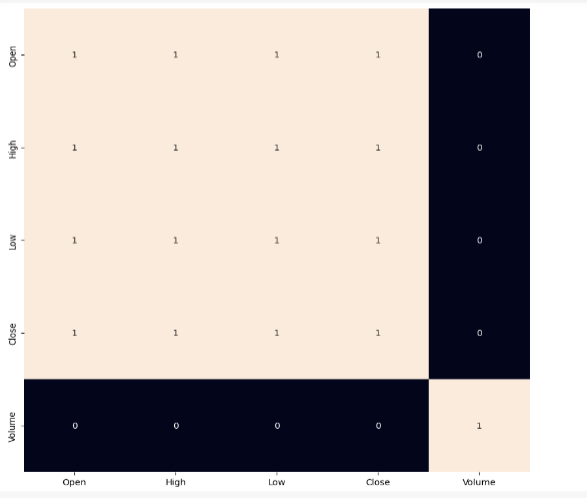 Open 1 1 1 1 0
High 1 1 1 1 0
Low 1 1 1 1 0
Close 1 1 1 1 0
Volume 0 0 0 0 1
Open High Low Close Volume